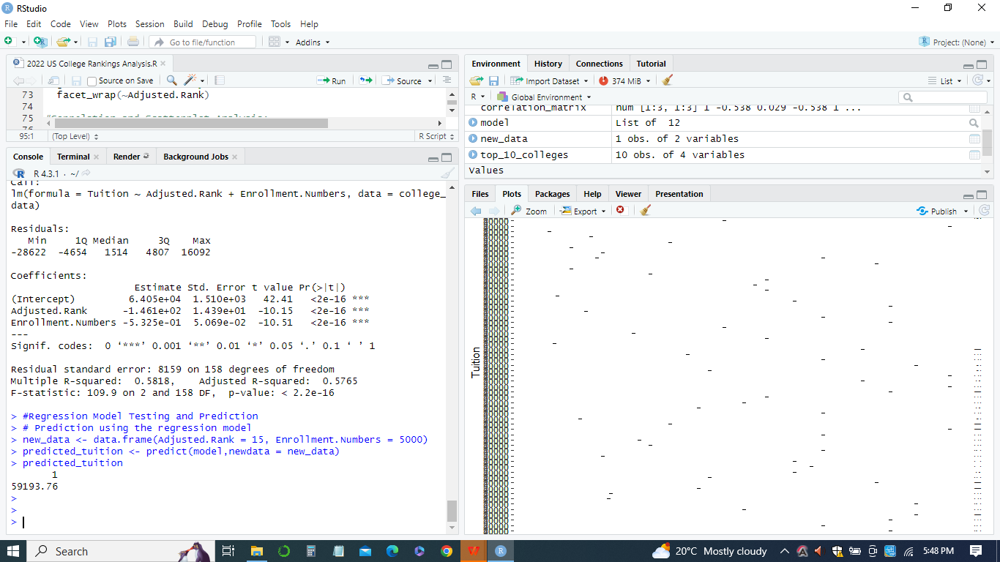 RStudio
File Edit Code View Plots Session Build Debug Profile Tools Help
Go to file/function Addins Project: (None)
2022 US College Rankings Analysis.R
Source on Save Run Source
73 facet_wrap(~Adjusted.Rank)
74
75
95:1 (Top Level) R Script
Console Terminal Render Background Jobs
R 4.3.1 · ~/
Call:
lm(formula = Tuition ~ Adjusted.Rank + Enrollment.Numbers, data = college_
data)
Residuals:
Min 1Q Median 3Q Max
-28622 -4654 1514 4807 16092
Coefficients:
Estimate Std. Error t value Pr(>|t|)
(Intercept) 6.405e+04 1.510e+03 42.41 <2e-16 ***
Adjusted.Rank -1.461e+02 1.439e+01 -10.15 <2e-16 ***
Enrollment.Numbers -5.325e-01 5.069e-02 -10.51 <2e-16 ***
---
Signif. codes: 0 ‘***’ 0.001 ‘**’ 0.01 ‘*’ 0.05 ‘.’ 0.1 ‘ ’ 1
Residual standard error: 8159 on 158 degrees of freedom
Multiple R-squared: 0.5818, Adjusted R-squared: 0.5765
F-statistic: 109.9 on 2 and 158 DF, p-value: < 2.2e-16
> #Regression Model Testing and Prediction
> # Prediction using the regression model
> new_data <- data.frame(Adjusted.Rank = 15, Enrollment.Numbers = 5000)
> predicted_tuition <- predict(model,newdata = new_data)
> predicted_tuition
1
59193.76
>
>
>
Environment History Connections Tutorial
Import Dataset 374 MiB List
R Global Environment
correlation_matrix num [1:3, 1:3] 1 -0.538 0.029 -0.538 1 ...
model List of 12
new_data 1 obs. of 2 variables
top_10_colleges 10 obs. of 4 variables
Values
Files Plots Packages Help Viewer Presentation
Zoom Export Publish
Tuition
Search
20°C Mostly cloudy 5:48 PM